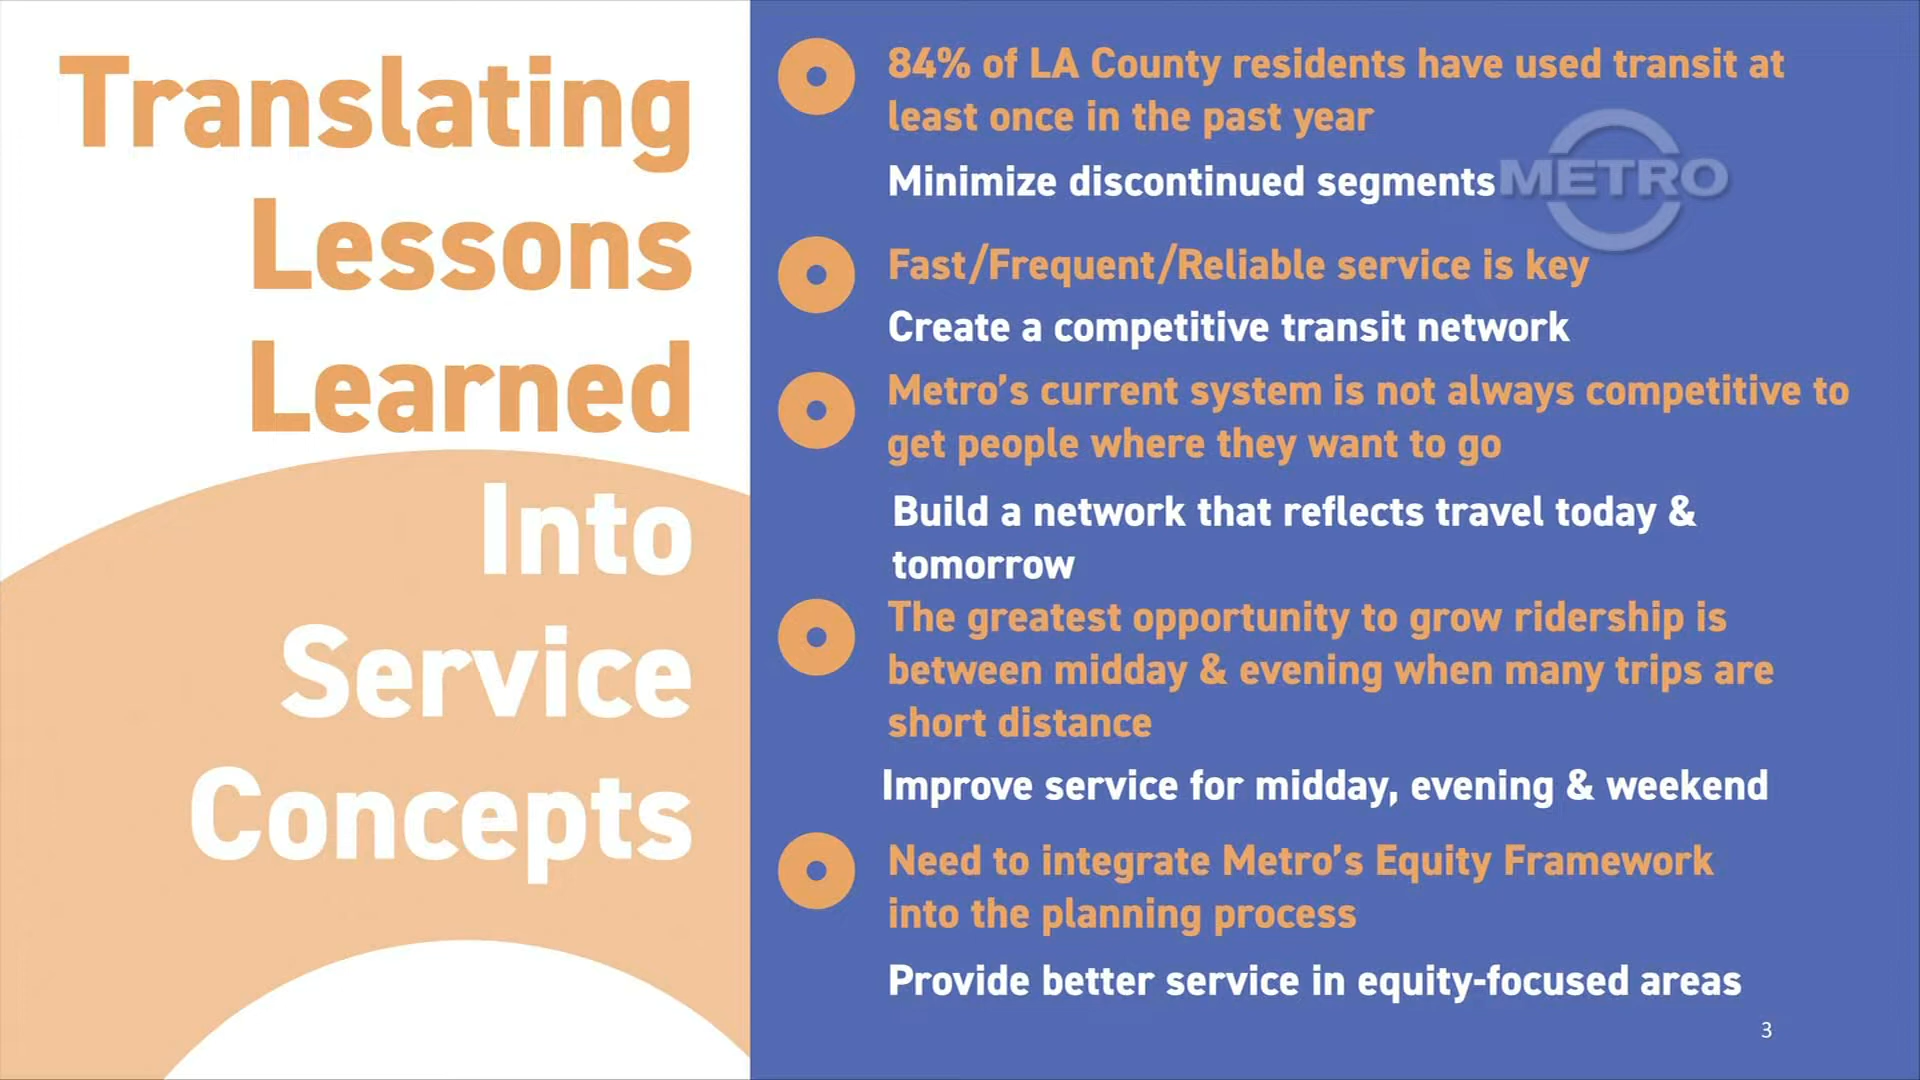 Translating
Lessons
Learned
Into
Service
Concepts
84% of LA County residents have used transit at
least once in the past year
Minimize discontinued segments
METRO
Fast/Frequent/Reliable service is key
Create a competitive transit network
Metro's current system is not always competitive to
get people where they want to go
Build a network that reflects travel today &
tomorrow
The greatest opportunity to grow ridership is
between midday & evening when many trips are
short distance
Improve service for midday, evening & weekend
Need to integrate Metro's Equity Framework
into the planning process
Provide better service in equity-focused areas
3